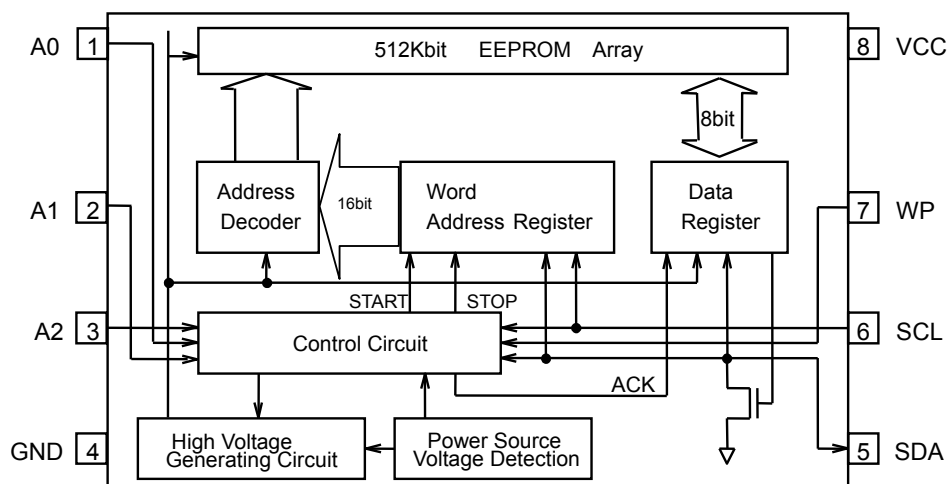 A0 1
512Kbit EEPROM Array
8 VCC
8bit
A1 2
Address
Decoder
16bit
Word
Address Register
Data
Register
7 WP
START
STOP
A2 3
Control Circuit
6 SCL
ACK
GND 4
High Voltage
Generating Circuit
Power Source
Voltage Detection
5 SDA